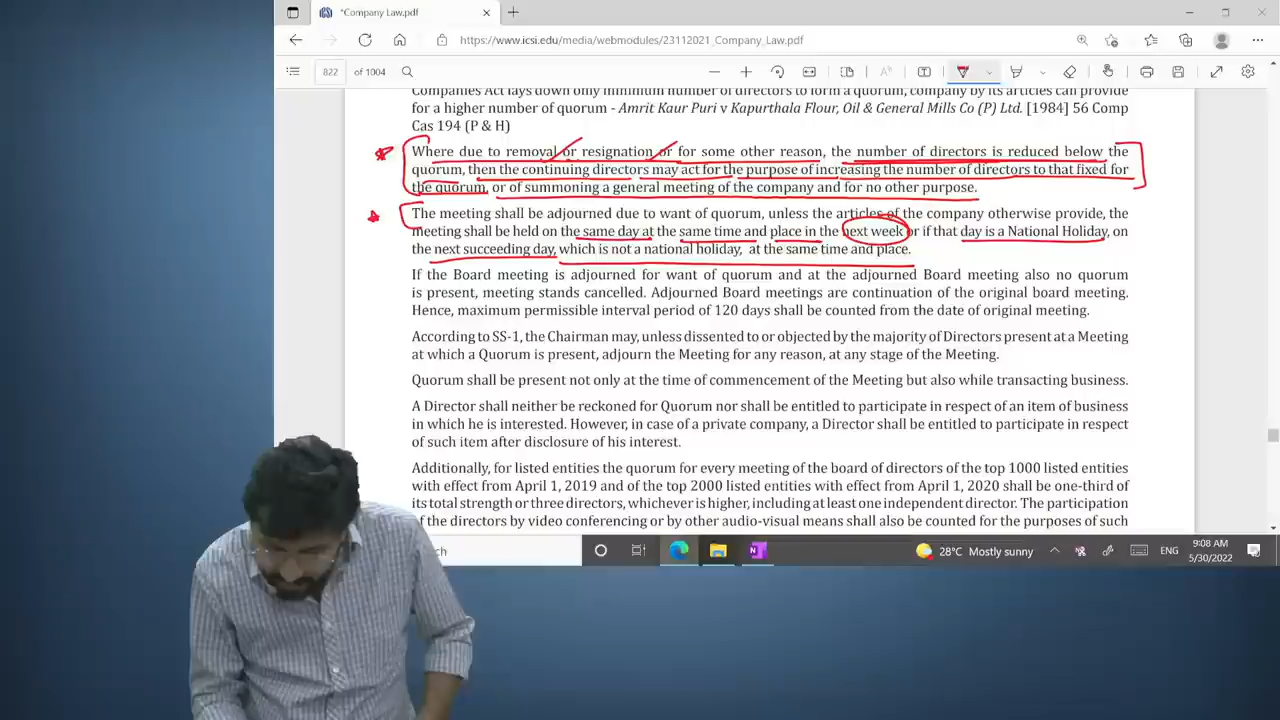 *Company Law.pdf
https://www.icsi.edu/media/webmodules/23112021_Company_Law.pdf
822 of 1004
Companies Act lays down only minimum number of directors to form a quorum, company by its articles can provide
for a higher number of quorum - Amrit Kaur Puri v Kapurthala Flour, Oil & General Mills Co (P) Ltd. [1984] 56 Comp
Cas 194 (P & H)
Where due to removal or resignation or for some other reason, the number of directors is reduced below the
quorum, then the continuing directors may act for the purpose of increasing the number of directors to that fixed for
the quorum, or of summoning a general meeting of the company and for no other purpose.
The meeting shall be adjourned due to want of quorum, unless the articles of the company otherwise provide, the
meeting shall be held on the same day at the same time and place in the next week or if that day is a National Holiday, on
the next succeeding day, which is not a national holiday, at the same time and place.
If the Board meeting is adjourned for want of quorum and at the adjourned Board meeting also no quorum
is present, meeting stands cancelled. Adjourned Board meetings are continuation of the original board meeting.
Hence, maximum permissible interval period of 120 days shall be counted from the date of original meeting.
According to SS-1, the Chairman may, unless dissented to or objected by the majority of Directors present at a Meeting
at which a Quorum is present, adjourn the Meeting for any reason, at any stage of the Meeting.
Quorum shall be present not only at the time of commencement of the Meeting but also while transacting business.
A Director shall neither be reckoned for Quorum nor shall be entitled to participate in respect of an item of business
in which he is interested. However, in case of a private company, a Director shall be entitled to participate in respect
of such item after disclosure of his interest.
Additionally, for listed entities the quorum for every meeting of the board of directors of the top 1000 listed entities
with effect from April 1, 2019 and of the top 2000 listed entities with effect from April 1, 2020 shall be one-third of
its total strength or three directors, whichever is higher, including at least one independent director. The participation
of the directors by video conferencing or by other audio-visual means shall also be counted for the purposes of such
ch
28°C Mostly sunny
ENG
9:08 AM
5/30/2022